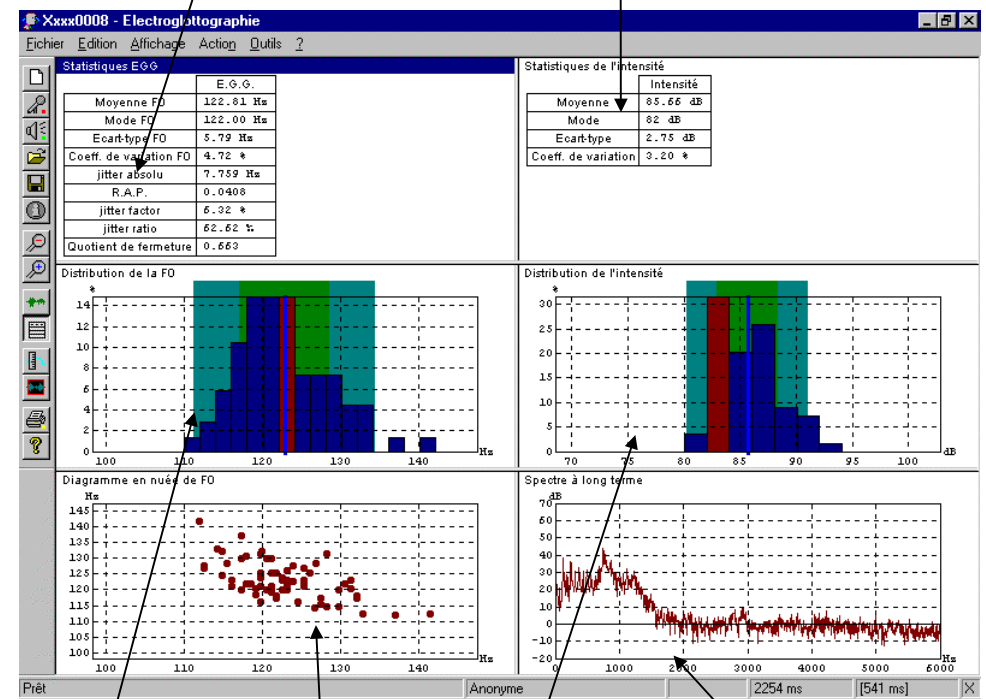 Xxxx0008 - Electroglottographie
Fichier Edition Affichage Action Outils ?
Statistiques EGG
E.G.G.
Moyenne F0 122.81 Hz
Mode F0 122.00 Hz
Ecart-type F0 5.79 Hz
Coeff. de variation F0 4.72 %
jitter absolu 7.759 Hz
R.A.P. 0.0408
jitter factor 6.32 %
jitter ratio 62.62 ‰
Quotient de fermeture 0.663
Statistiques de l'intensité
Intensité
Moyenne 85.66 dB
Mode 82 dB
Ecart-type 2.75 dB
Coeff. de variation 3.20 %
Distribution de la F0
%
14
12
10
8
6
4
2
0
100 110 120 130 140 Hz
Distribution de l'intensité
%
30
25
20
15
10
5
0
70 75 80 85 90 95 100 dB
Diagramme en nuée de F0
Hz
145
140
135
130
125
120
115
110
105
100
100 110 120 130 140 Hz
Spectre à long terme
dB
70
60
50
40
30
20
10
0
-10
-20
0 1000 2000 3000 4000 5000 6000 Hz
Prêt Anonyme 2254 ms [541 ms] X